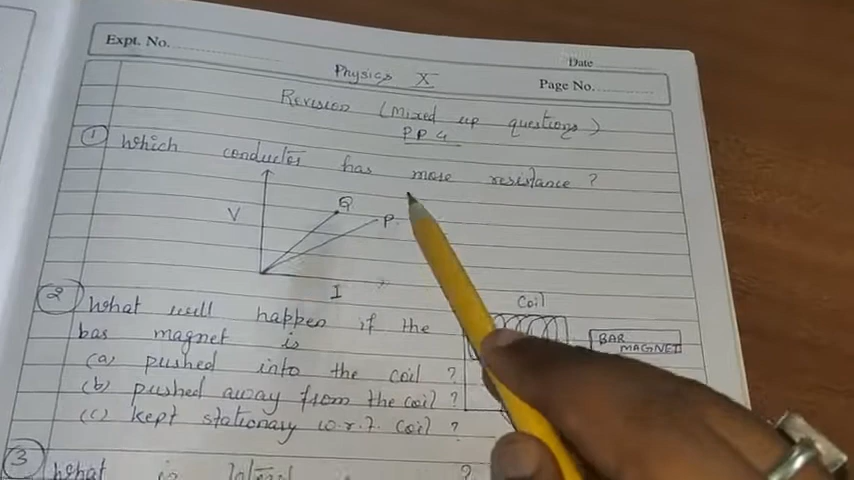 Expt. No.
Date
Page No.
Physics X
Revision (Mixed up questions)
PP4
1 Which conductor has more resistance ?
V
Q
P
I
2 What will happen if the
bar magnet is
(a) pushed into the coil ?
(b) pushed away from the coil ?
(c) kept stationary w.r.t. coil ?
Coil
BAR
MAGNET
3 What is ?